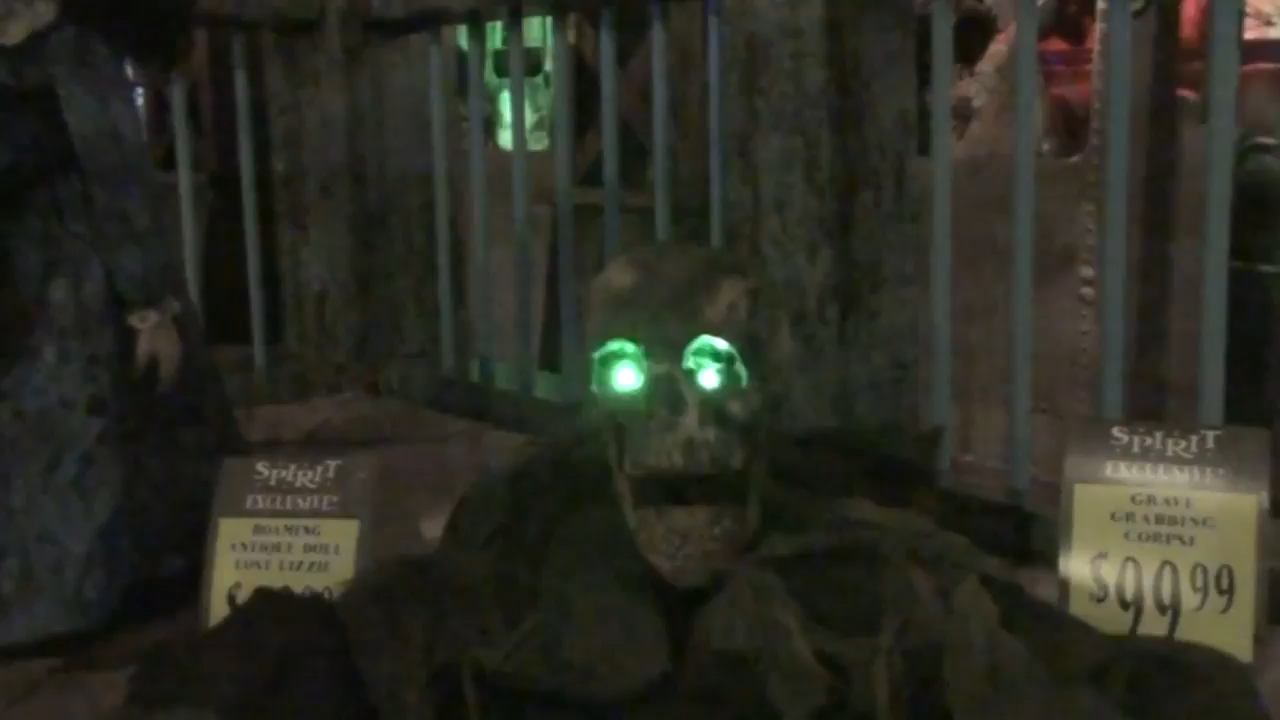 SPIRIT
EXCLUSIVE!
ROAMING
ANTIQUE DOLL
LOST LIZZIE
SPIRIT
EXCLUSIVE!
GRAVE
GRABBING
CORPSE
$99.99